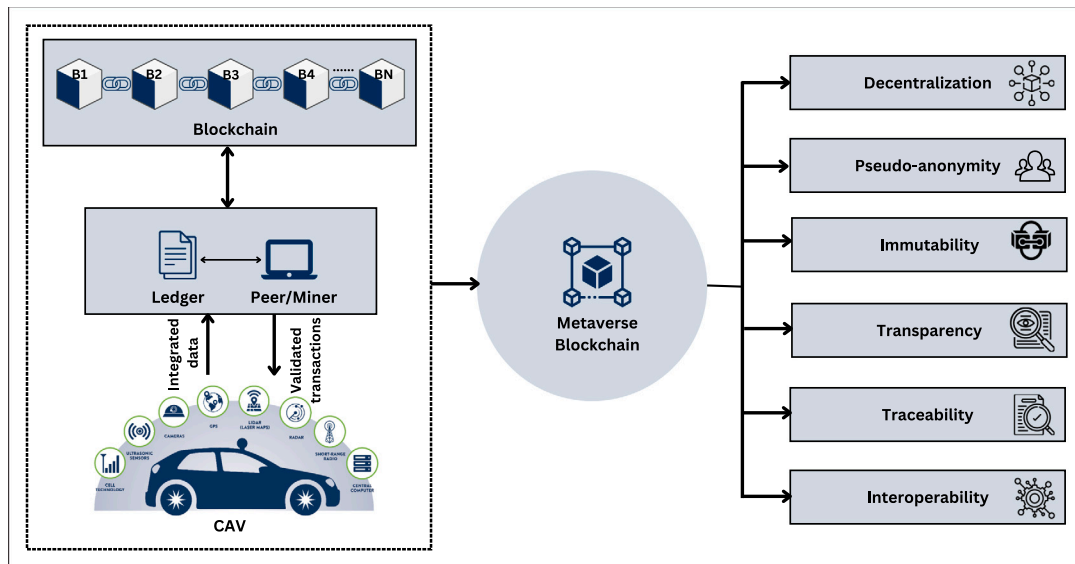 B1
B2
B3
B4
......
BN
Blockchain
Ledger
Peer/Miner
Integrated
data
Validated
transactions
CELL
TECHNOLOGY
ULTRASONIC
SENSORS
CAMERAS
GPS
LIDAR
(LASER MAPS)
RADAR
SHORT-RANGE
RADIO
CENTRAL
COMPUTER
CAV
Metaverse
Blockchain
Decentralization
Pseudo-anonymity
Immutability
Transparency
Traceability
Interoperability